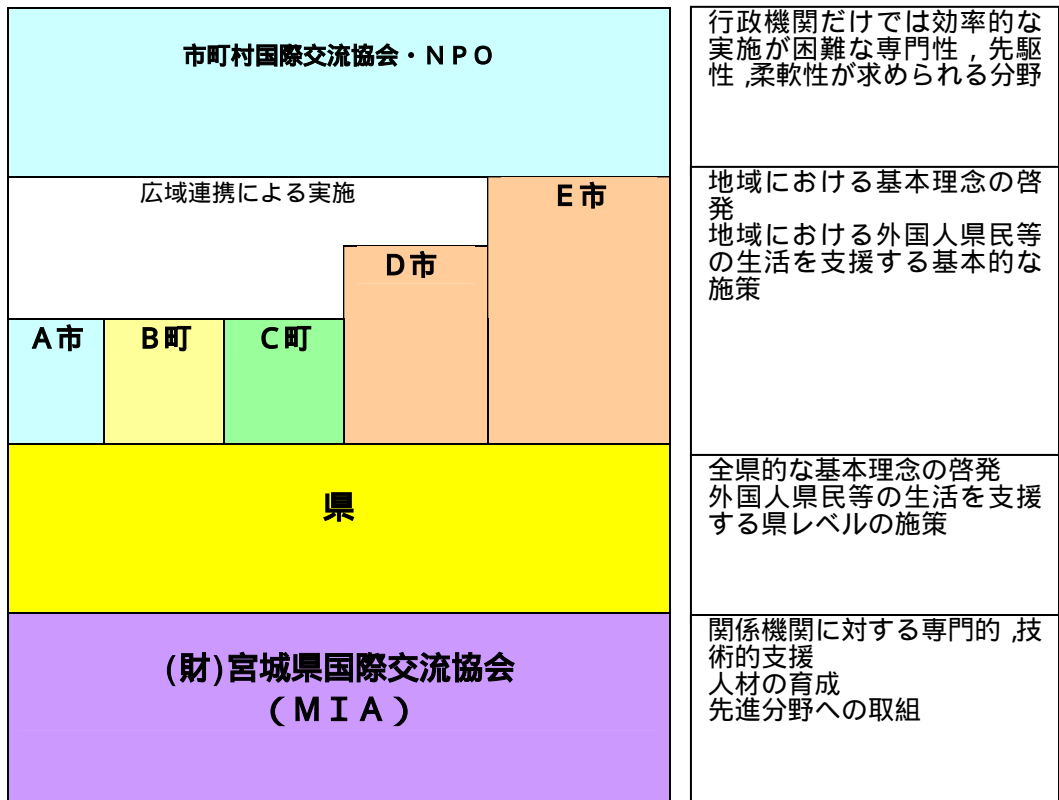 市町村国際交流協会・ＮＰＯ
行政機関だけでは効率的な
実施が困難な専門性，先駆
性，柔軟性が求められる分野
広域連携による実施
Ｅ市
Ｄ市
Ａ市
Ｂ町
Ｃ町
地域における基本理念の啓
発
地域における外国人県民等
の生活を支援する基本的な
施策
県
全県的な基本理念の啓発
外国人県民等の生活を支援
する県レベルの施策
(財)宮城県国際交流協会
（ＭＩＡ）
関係機関に対する専門的，技
術的支援
人材の育成
先進分野への取組